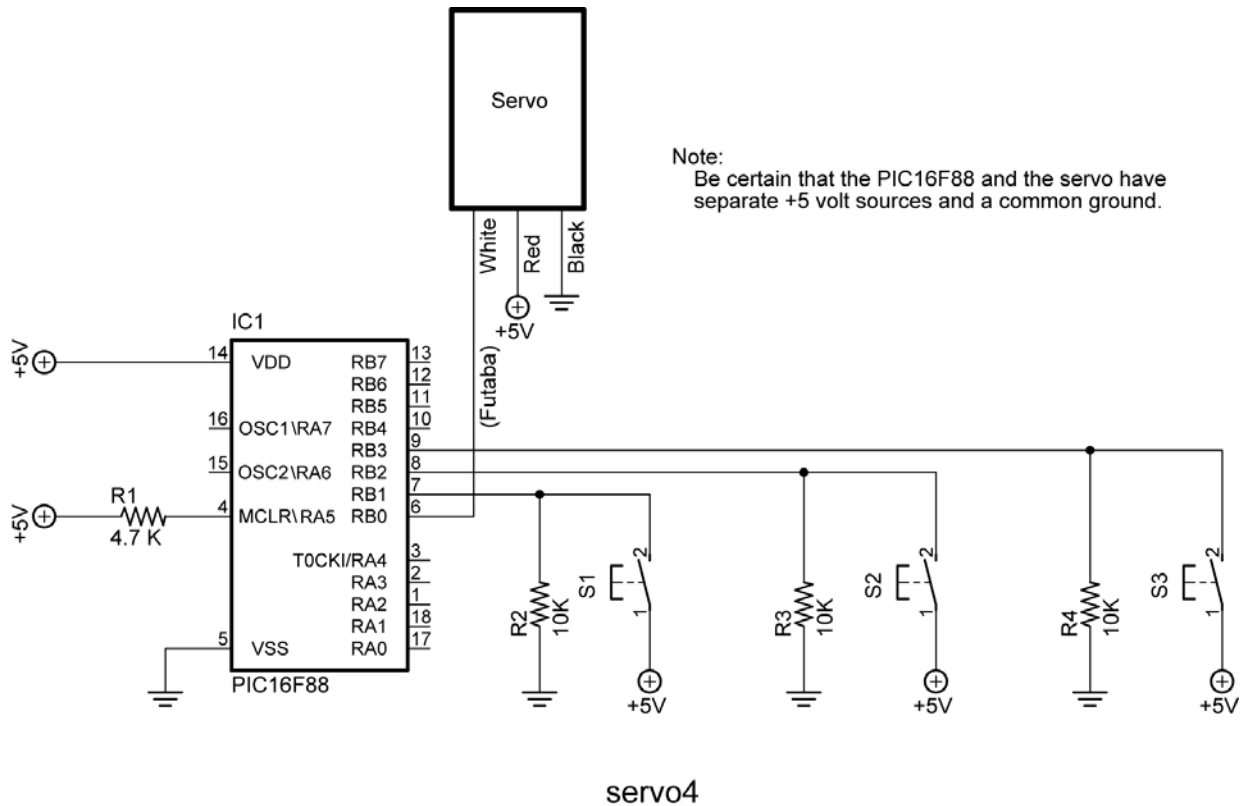 Servo
Note:
Be certain that the PIC16F88 and the servo have
separate +5 volt sources and a common ground.
White
Red
Black
+5V
(Futaba)
IC1
+5V
14 VDD RB7 13
RB6 12
RB5 11
16 OSC1\RA7 RB4 10
RB3 9
15 OSC2\RA6 RB2 8
RB1 7
+5V
R1
4.7 K
4 MCLR\RA5 RB0 6
T0CKI/RA4 3
RA3 2
RA2 1
RA1 18
5 VSS RA0 17
PIC16F88
R2
10K
S1
2
1
+5V
R3
10K
S2
2
1
+5V
R4
10K
S3
2
1
+5V
servo4